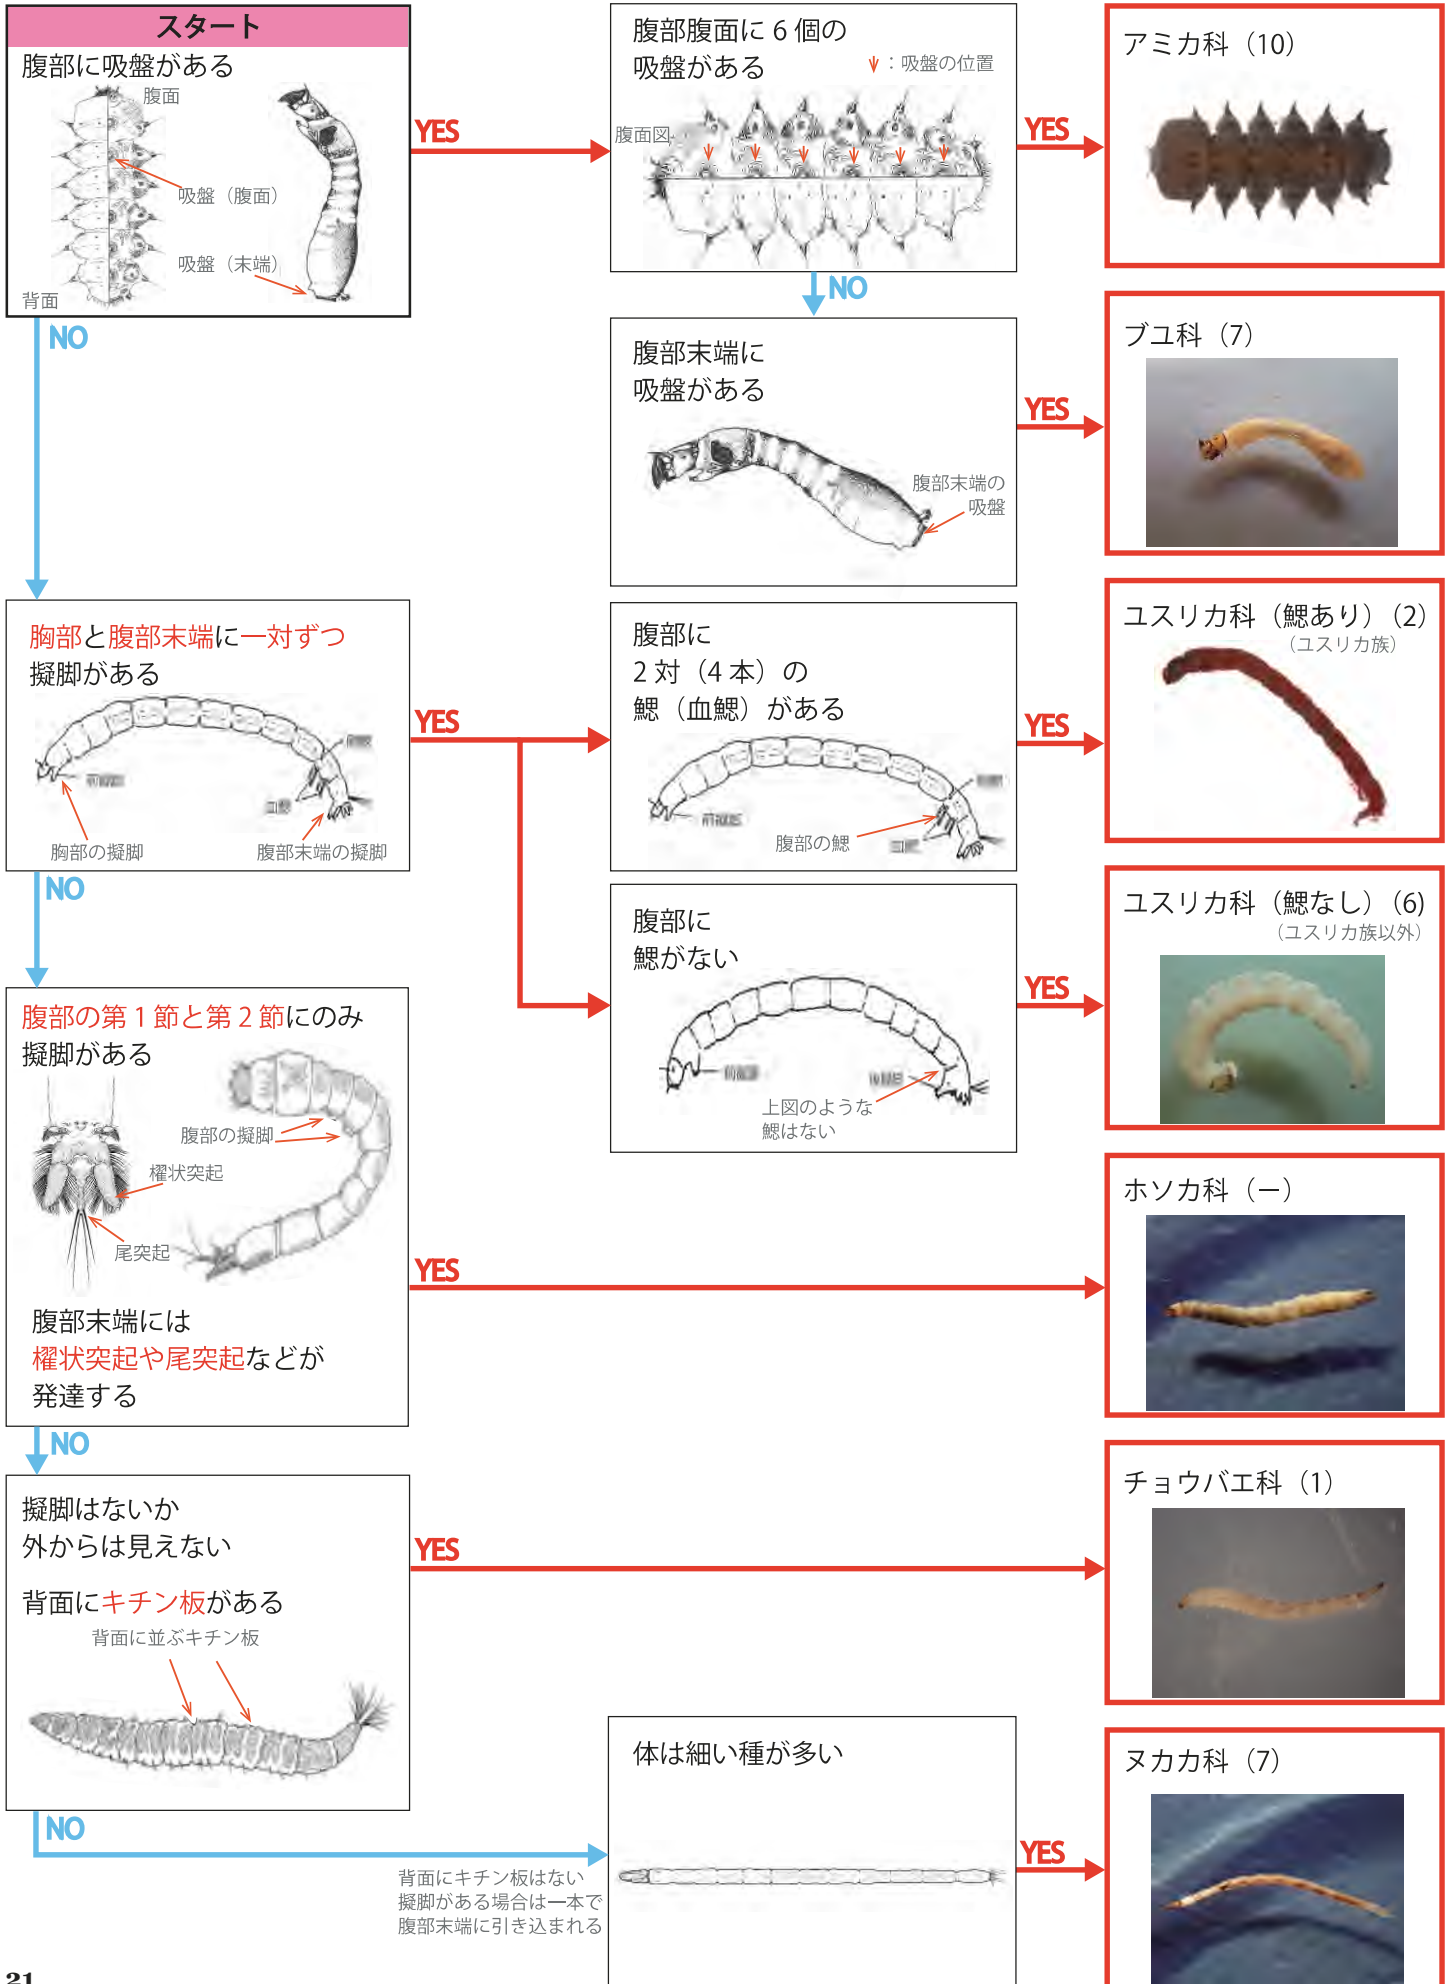 スタート
腹部に吸盤がある
腹面
吸盤（腹面）
吸盤（末端）
背面
YES
NO
腹部腹面に 6 個の
吸盤がある
：吸盤の位置
腹面図
YES
NO
アミカ科（10）
腹部末端に
吸盤がある
腹部末端の
吸盤
YES
ブユ科（7）
胸部と腹部末端に一対ずつ
擬脚がある
胸部の擬脚
腹部末端の擬脚
YES
NO
腹部に
2 対（4 本）の
鰓（血鰓）がある
腹部の鰓
YES
ユスリカ科（鰓あり）（2）
（ユスリカ族）
腹部に
鰓がない
上図のような
鰓はない
YES
ユスリカ科（鰓なし）（6)
（ユスリカ族以外）
腹部の第 1 節と第 2 節にのみ
擬脚がある
腹部の擬脚
櫂状突起
尾突起
腹部末端には
櫂状突起や尾突起などが
発達する
YES
NO
ホソカ科（ー）
擬脚はないか
外からは見えない
背面にキチン板がある
背面に並ぶキチン板
YES
NO
チョウバエ科（1）
背面にキチン板はない
擬脚がある場合は一本で
腹部末端に引き込まれる
体は細い種が多い
YES
ヌカカ科（7）
21